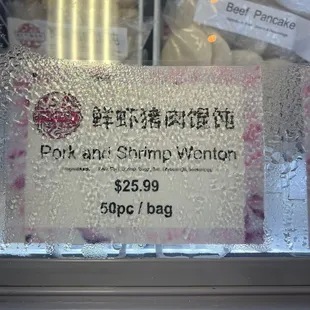 Beef Pancake
鲜虾猪肉馄饨
Pork and Shrimp Wonton
$25.99
50pc / bag